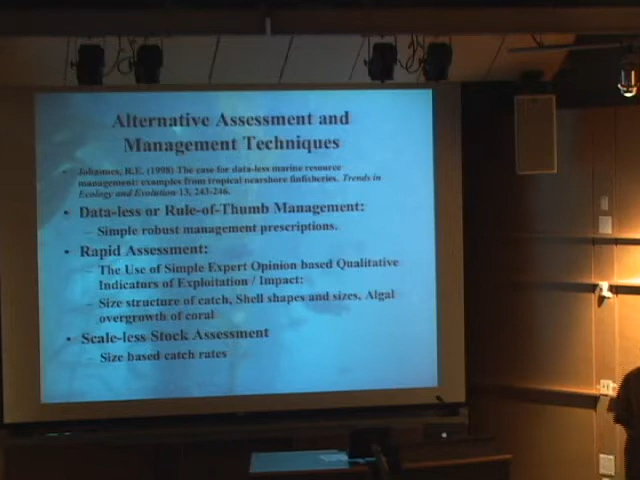 Alternative Assessment and
Management Techniques
• Johannes, R.E. (1998) The case for data-less marine resource
management: examples from tropical nearshore finfisheries. Trends in
Ecology and Evolution 13, 243-246.
• Data-less or Rule-of-Thumb Management:
– Simple robust management prescriptions.
• Rapid Assessment:
– The Use of Simple Expert Opinion based Qualitative
Indicators of Exploitation / Impact:
– Size structure of catch, Shell shapes and sizes, Algal
overgrowth of coral
• Scale-less Stock Assessment
– Size based catch rates